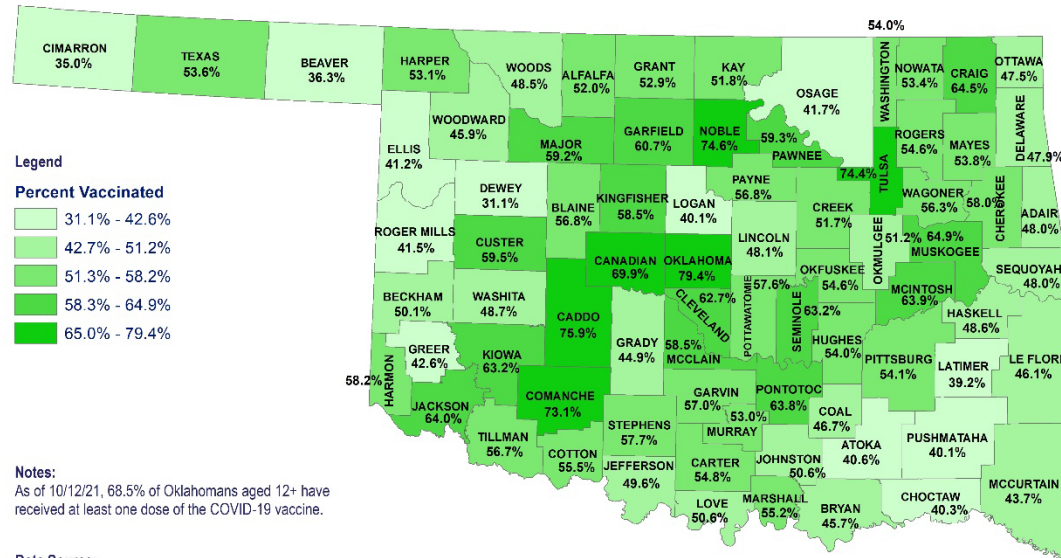 54.0%
CIMARRON
35.0%
TEXAS
53.6%
BEAVER
36.3%
HARPER
53.1%
WOODS
48.5%
ALFALFA
52.0%
GRANT
52.9%
KAY
51.8%
OSAGE
41.7%
WASHINGTON
NOWATA
53.4%
CRAIG
64.5%
OTTAWA
47.5%
WOODWARD
45.9%
MAJOR
59.2%
GARFIELD
60.7%
NOBLE
74.6%
59.3%
PAWNEE
ROGERS
54.6%
MAYES
53.8%
DELAWARE
47.9%
ELLIS
41.2%
74.4%
TULSA
Legend
Percent Vaccinated
31.1% - 42.6%
42.7% - 51.2%
51.3% - 58.2%
58.3% - 64.9%
65.0% - 79.4%
DEWEY
31.1%
BLAINE
56.8%
KINGFISHER
58.5%
LOGAN
40.1%
PAYNE
56.8%
CREEK
51.7%
WAGONER
56.3%
58.0%
CHEROKEE
ADAIR
48.0%
ROGER MILLS
41.5%
CUSTER
59.5%
CANADIAN
69.9%
OKLAHOMA
79.4%
LINCOLN
48.1%
OKMULGEE
51.2%
64.9%
MUSKOGEE
SEQUOYAH
48.0%
BECKHAM
50.1%
WASHITA
48.7%
CADDO
75.9%
GRADY
44.9%
62.7%
CLEVELAND
58.5%
MCCLAIN
POTTAWATOMIE
57.6%
SEMINOLE
63.2%
OKFUSKEE
54.6%
MCINTOSH
63.9%
HASKELL
48.6%
HUGHES
54.0%
PITTSBURG
54.1%
LATIMER
39.2%
LE FLORE
46.1%
GREER
42.6%
KIOWA
63.2%
58.2%
HARMON
JACKSON
64.0%
COMANCHE
73.1%
GARVIN
57.0%
PONTOTOC
63.8%
53.0%
MURRAY
COAL
46.7%
TILLMAN
56.7%
COTTON
55.5%
STEPHENS
57.7%
JEFFERSON
49.6%
CARTER
54.8%
JOHNSTON
50.6%
ATOKA
40.6%
PUSHMATAHA
40.1%
MCCURTAIN
43.7%
LOVE
50.6%
MARSHALL
55.2%
BRYAN
45.7%
CHOCTAW
40.3%
Notes:
As of 10/12/21, 68.5% of Oklahomans aged 12+ have
received at least one dose of the COVID-19 vaccine.